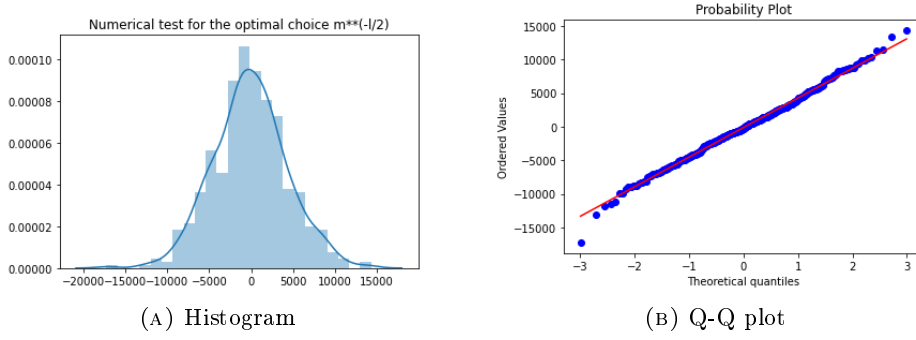 Numerical test for the optimal choice m**(-l/2)
0.00010
0.00008
0.00006
0.00004
0.00002
0.00000
−20000 −15000 −10000 −5000 0 5000 10000 15000
(A) Histogram
Probability Plot
15000
10000
5000
0
−5000
−10000
−15000
Ordered Values
−3 −2 −1 0 1 2 3
Theoretical quantiles
(B) Q-Q plot